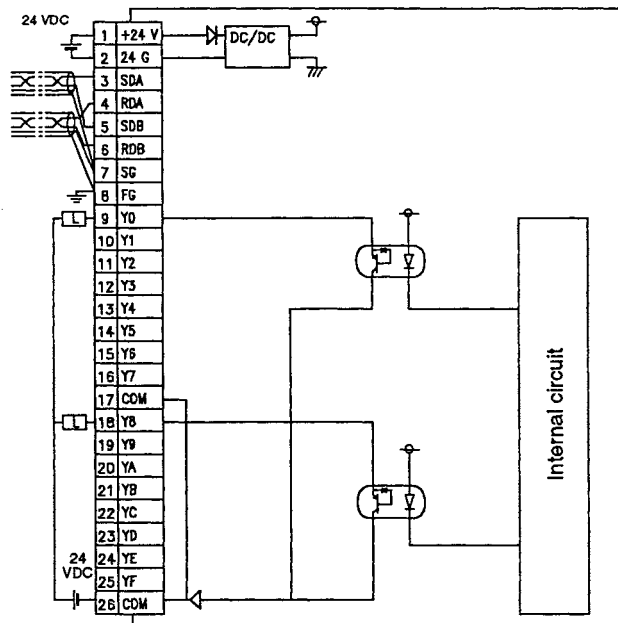 24 VDC
1 +24 V
DC/DC
2 24 G
3 SDA
4 RDA
5 SDB
6 RDB
7 SG
8 FG
L 9 Y0
10 Y1
11 Y2
12 Y3
13 Y4
14 Y5
15 Y6
16 Y7
17 COM
L 18 Y8
19 Y9
20 YA
21 YB
22 YC
23 YD
24 YE
25 YF
26 COM
24
VDC
Internal circuit